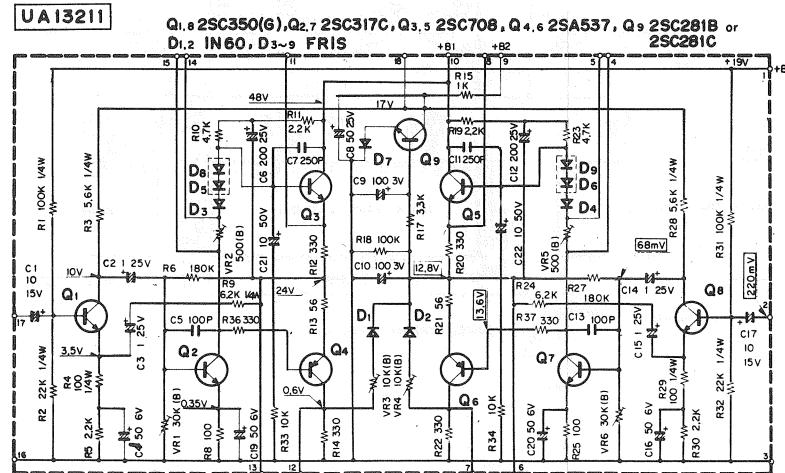 UA13211
Q1,8 2SC350(G), Q2,7 2SC317C, Q3,5 2SC708, Q4,6 2SA537, Q9 2SC281B or
2SC281C
D1,2 IN60, D3~9 FRIS
15 14 11 18 +B1 10 8 +B2 9 5 4 +19V 1 +B
R15
1K
48V
17V
R10
4,7K
R11
2,2K
C6 200 25V
C7 250P
C8 50 25V
D7
Q9
R19 2,2K
C11 250P
C12 200 25V
R23
4,7K
D8
D5
D3
D9
D6
D4
Q3
Q5
C9 100 3V
R17 3,3K
R1 100K 1/4W
R3 5,6K 1/4W
R28 5,6K 1/4W
R31 100K 1/4W
VR2
500(B)
C21 10 50V
R12 330
R18 100K
C10 100 3V
R20 330
C22 10 50V
VR5
500(B)
12,8V
68mV
220mV
C1
10
15V
10V
C2 1 25V
R6
180K
R9
6,2K 1/4W
24V
R13 56
R21 56
R24
6,2K
R27
180K
C14 1 25V
Q8
Q1
17
C3 1 25V
C5 100P
R36 330
D1
D2
13,6V
R37 330
C13 100P
C15 1 25V
2
C17
10
15V
3,5V
Q2
Q4
Q6
Q7
R2 22K 1/4W
R4
100
1/4W
VR3 10K(B)
VR4 10K(B)
R29
100 1/4W
R32 22K 1/4W
0,35V
0,6V
R5 2,2K
C4 50 6V
VR1 30K(B)
R8 100
C19 50 6V
R33 10K
R14 330
R22 330
R34 10K
C20 50 6V
R25 100
VR6 30K(B)
C16 50 6V
R30 2,2K
16 13 12 7 6 3